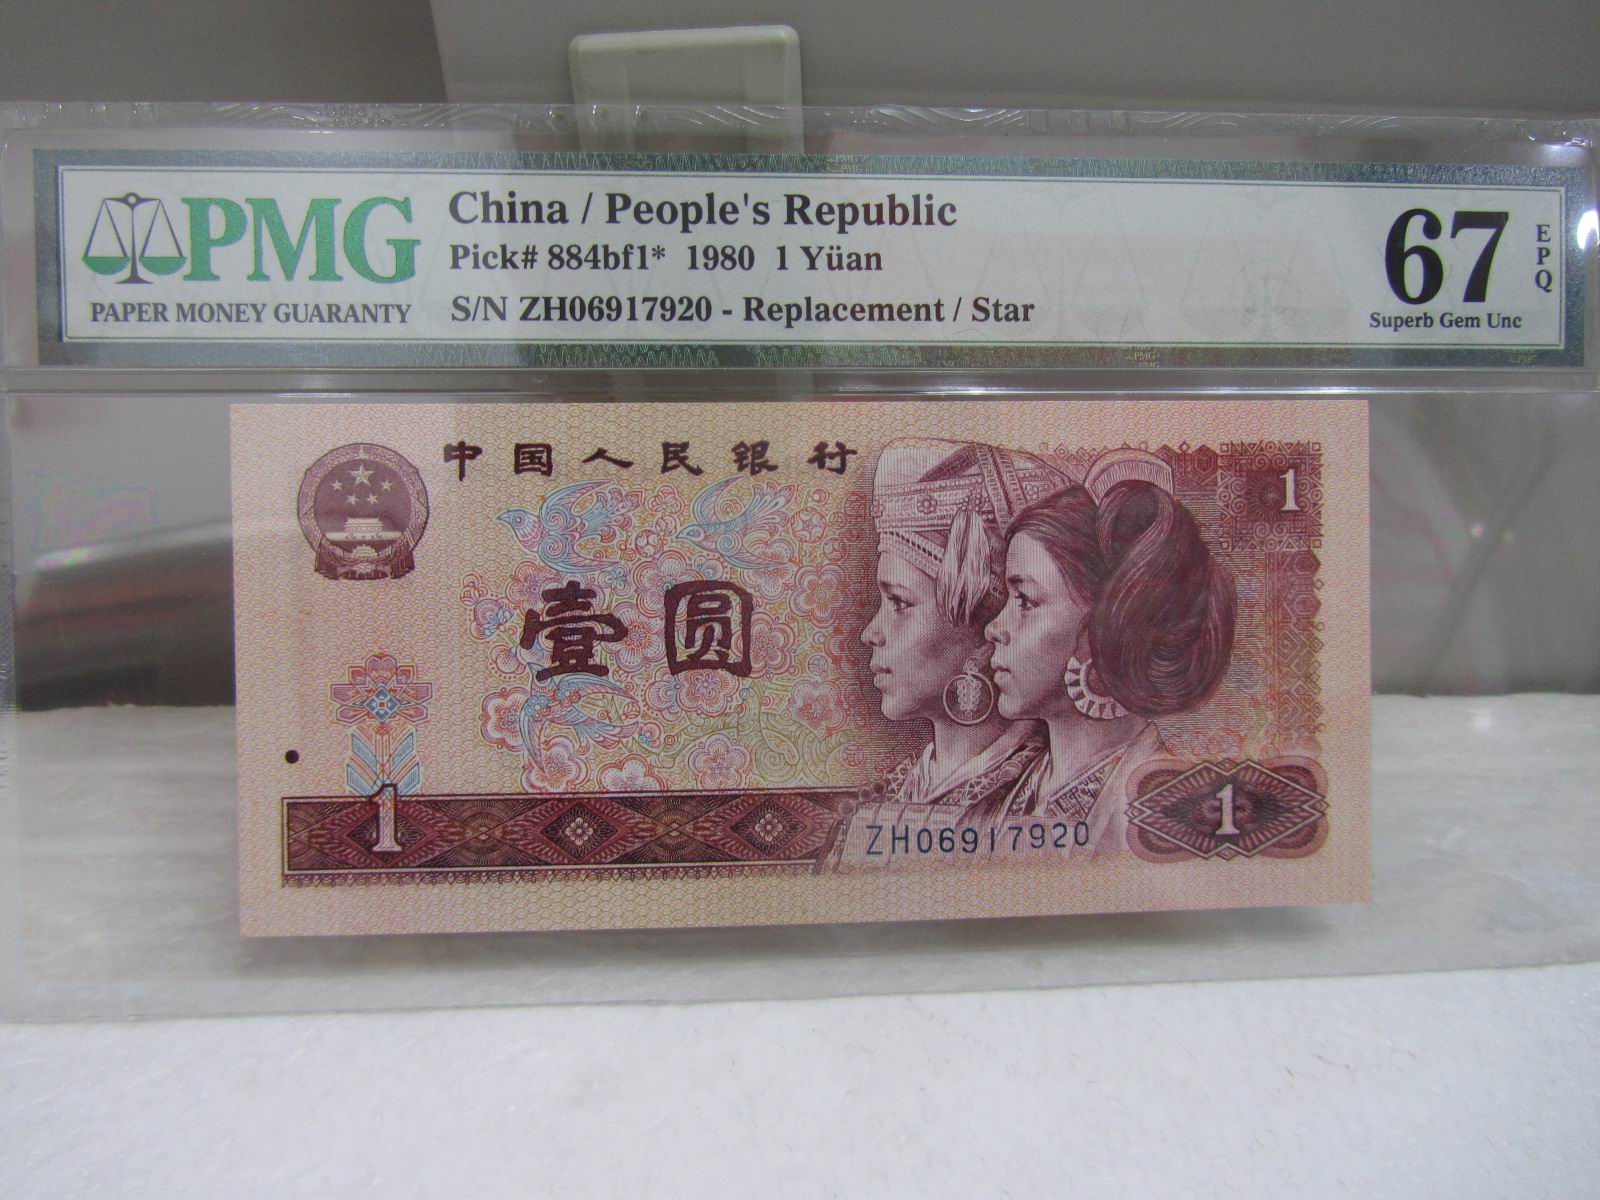 PMG
PAPER MONEY GUARANTY
China / People's Republic
Pick# 884bf1* 1980 1 Yüan
S/N ZH06917920 - Replacement / Star
67
EPQ
Superb Gem Unc
中国人民银行
1
壹圆
1
1
ZH06917920